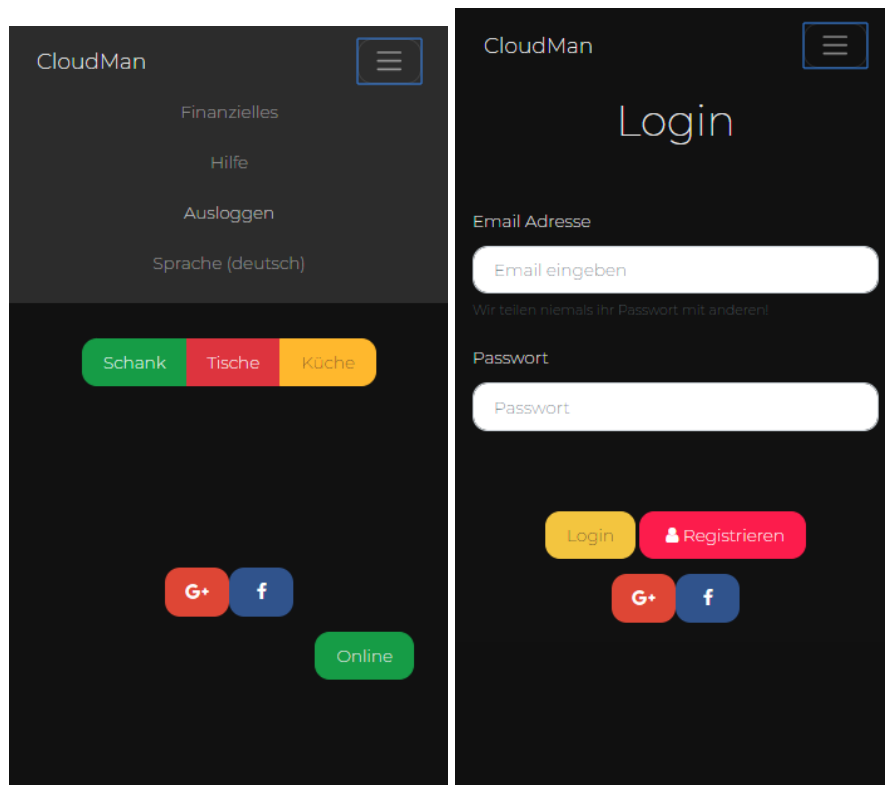 CloudMan
Finanzielles
Hilfe
Ausloggen
Sprache (deutsch)
Schank Tische Küche
G+ f
Online
CloudMan
Login
Email Adresse
Email eingeben
Wir teilen niemals ihr Passwort mit anderen!
Passwort
Passwort
Login Registrieren
G+ f